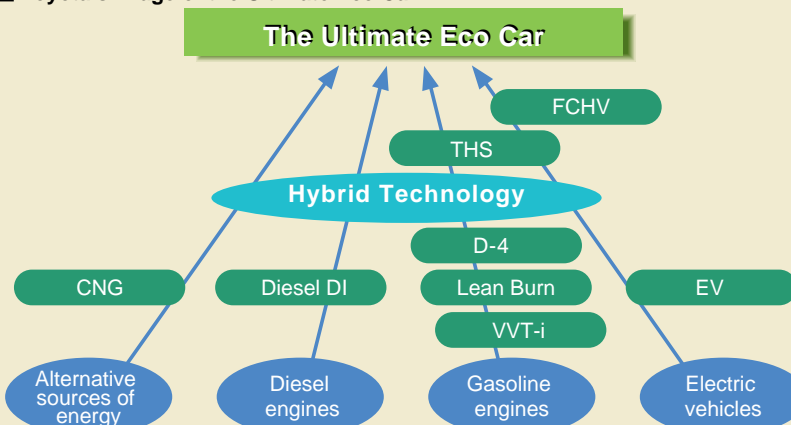 The Ultimate Eco Car
FCHV
THS
Hybrid Technology
D-4
CNG
Diesel DI
Lean Burn
EV
VVT-i
Alternative
sources of
energy
Diesel
engines
Gasoline
engines
Electric
vehicles